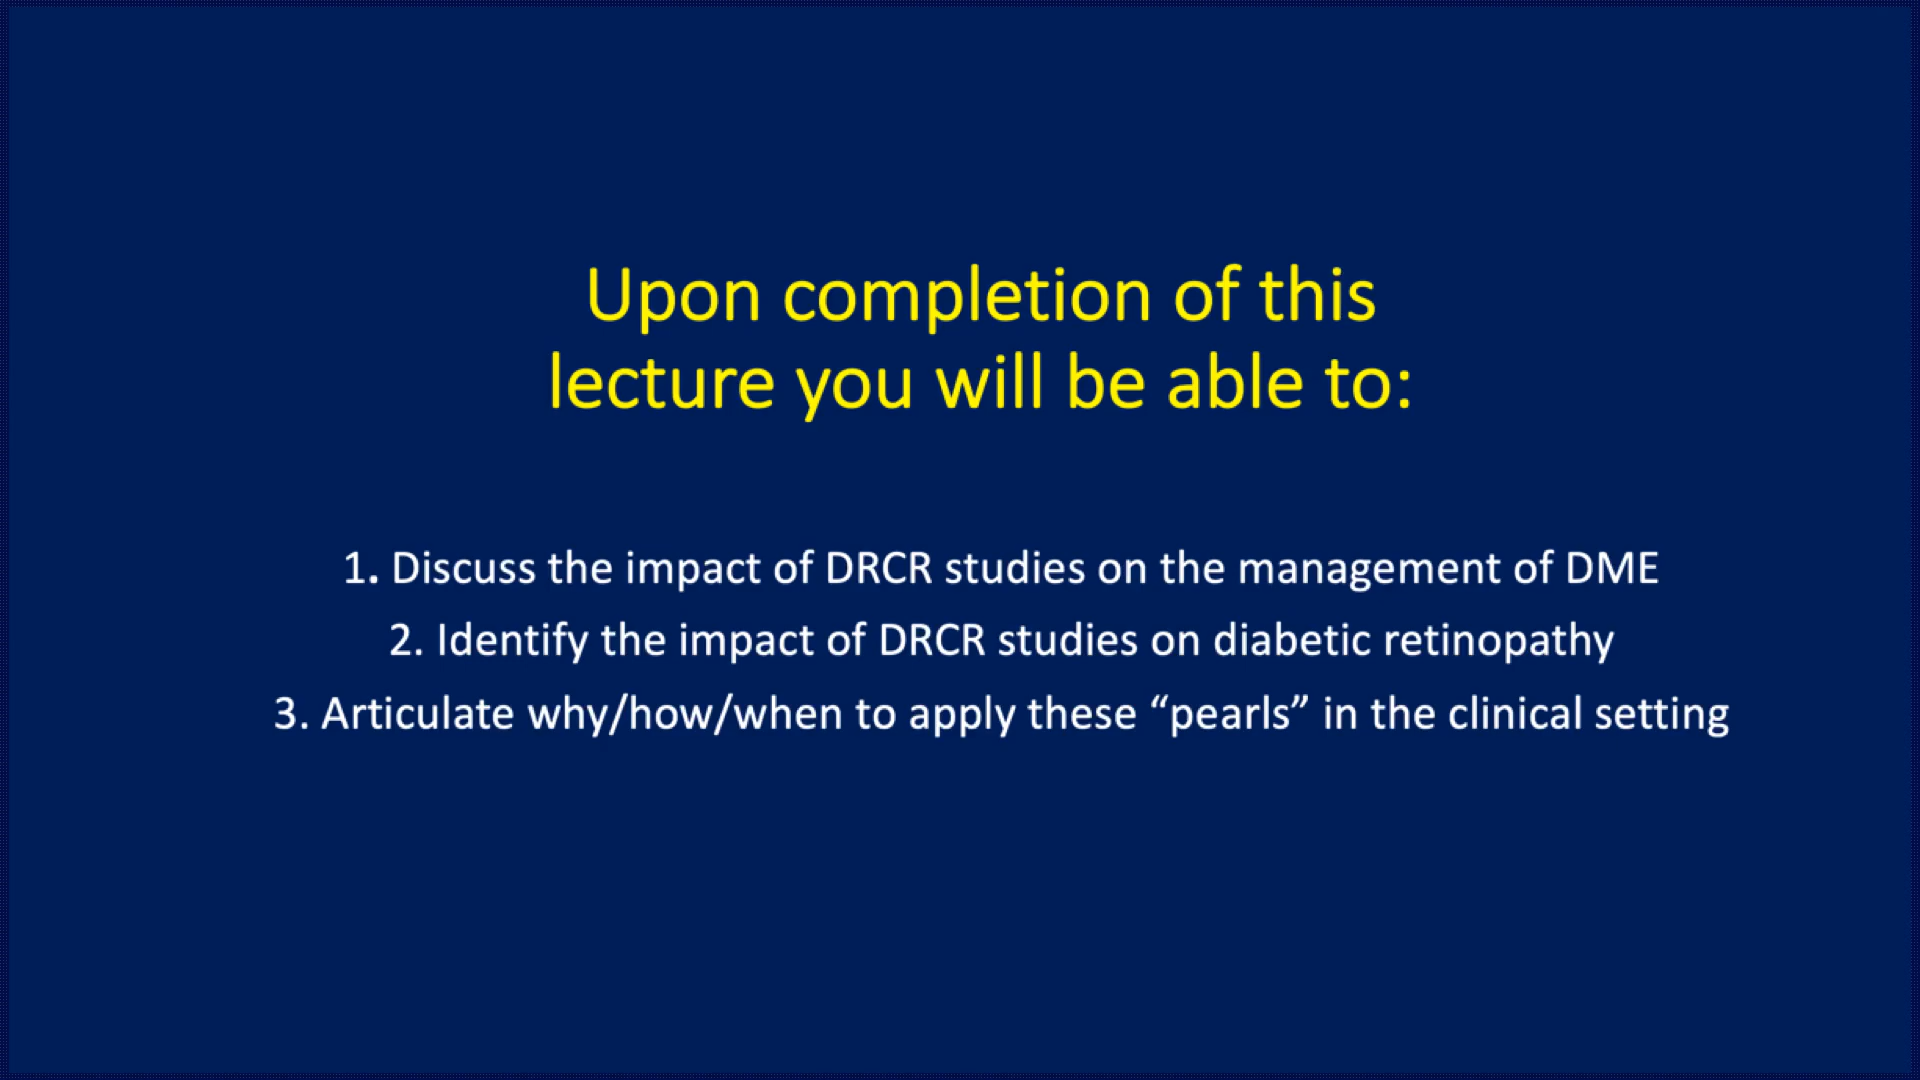 Upon completion of this
lecture you will be able to:
1. Discuss the impact of DRCR studies on the management of DME
2. Identify the impact of DRCR studies on diabetic retinopathy
3. Articulate why/how/when to apply these “pearls” in the clinical setting